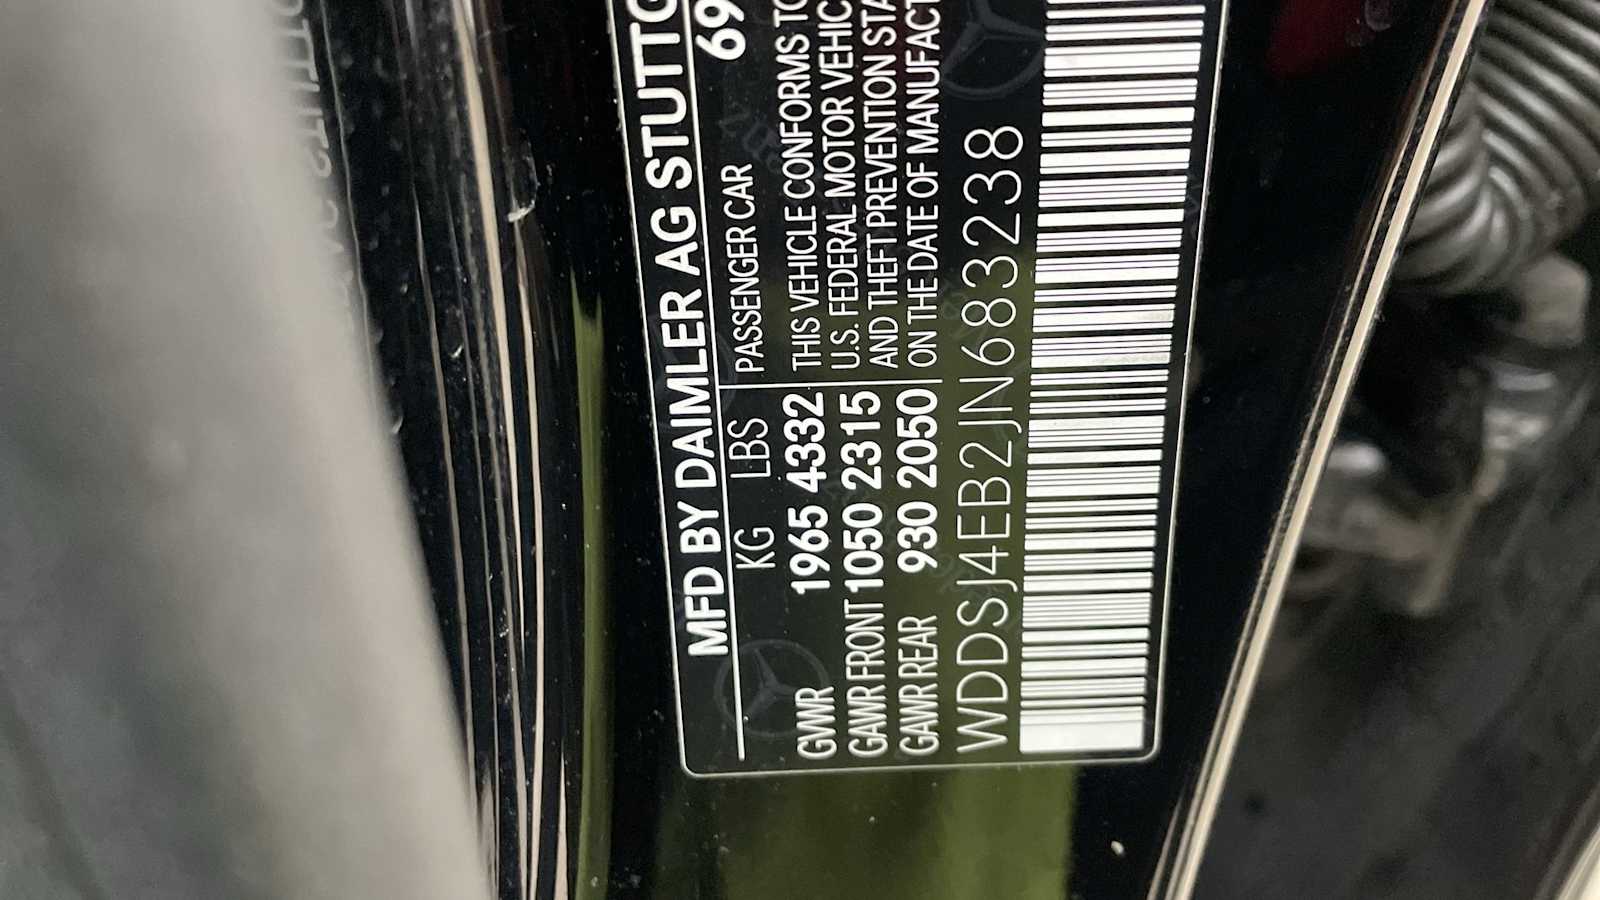 MFD BY DAIMLER AG STUTTG
69
KG LBS PASSENGER CAR
GVWR 1965 4332 THIS VEHICLE CONFORMS TO
GAWR FRONT 1050 2315 U.S. FEDERAL MOTOR VEHIC
AND THEFT PREVENTION STA
GAWR REAR 930 2050 ON THE DATE OF MANUFACT
WDDSJ4EB2JN683238